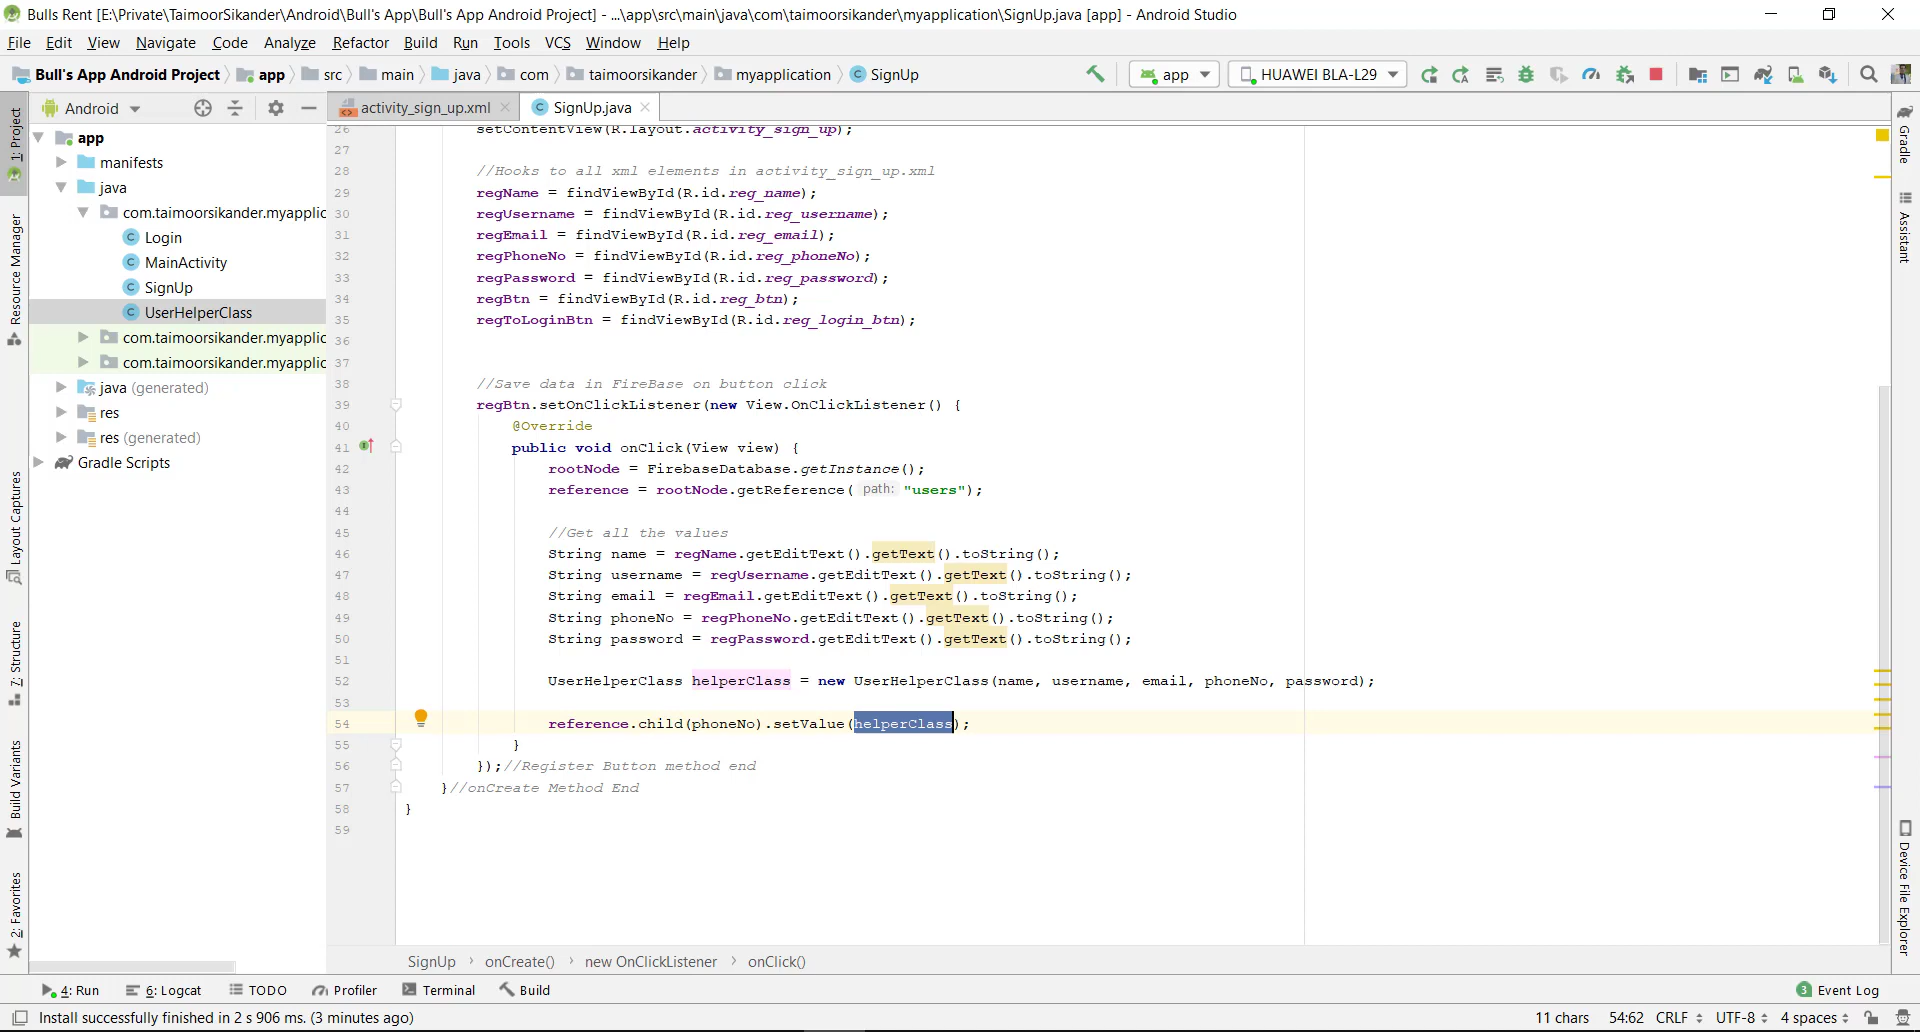 Bulls Rent [E:\Private\TaimoorSikander\Android\Bull's App\Bull's App Android Project] - ...\app\src\main\java\com\taimoorsikander\myapplication\SignUp.java [app] - Android Studio
File Edit View Navigate Code Analyze Refactor Build Run Tools VCS Window Help
Bull's App Android Project app src main java com taimoorsikander myapplication SignUp app HUAWEI BLA-L29
Android activity_sign_up.xml SignUp.java
1: Project
Resource Manager
Layout Captures
7: Structure
Build Variants
2: Favorites
app
manifests
java
com.taimoorsikander.myapplic
Login
MainActivity
SignUp
UserHelperClass
com.taimoorsikander.myapplic
com.taimoorsikander.myapplic
java (generated)
res
res (generated)
Gradle Scripts
26 setContentView(R.layout.activity_sign_up);
27
28 //Hooks to all xml elements in activity_sign_up.xml
29 regName = findViewById(R.id.reg_name);
30 regUsername = findViewById(R.id.reg_username);
31 regEmail = findViewById(R.id.reg_email);
32 regPhoneNo = findViewById(R.id.reg_phoneNo);
33 regPassword = findViewById(R.id.reg_password);
34 regBtn = findViewById(R.id.reg_btn);
35 regToLoginBtn = findViewById(R.id.reg_login_btn);
36
37
38 //Save data in FireBase on button click
39 regBtn.setOnClickListener(new View.OnClickListener() {
40 @Override
41 public void onClick(View view) {
42 rootNode = FirebaseDatabase.getInstance();
43 reference = rootNode.getReference( path: "users");
44
45 //Get all the values
46 String name = regName.getEditText().getText().toString();
47 String username = regUsername.getEditText().getText().toString();
48 String email = regEmail.getEditText().getText().toString();
49 String phoneNo = regPhoneNo.getEditText().getText().toString();
50 String password = regPassword.getEditText().getText().toString();
51
52 UserHelperClass helperClass = new UserHelperClass(name, username, email, phoneNo, password);
53
54 reference.child(phoneNo).setValue(helperClass);
55 }
56 });//Register Button method end
57 }//onCreate Method End
58 }
59
Gradle
Assistant
Device File Explorer
SignUp onCreate() new OnClickListener onClick()
4: Run 6: Logcat TODO Profiler Terminal Build 3 Event Log
Install successfully finished in 2 s 906 ms. (3 minutes ago) 11 chars 54:62 CRLF UTF-8 4 spaces